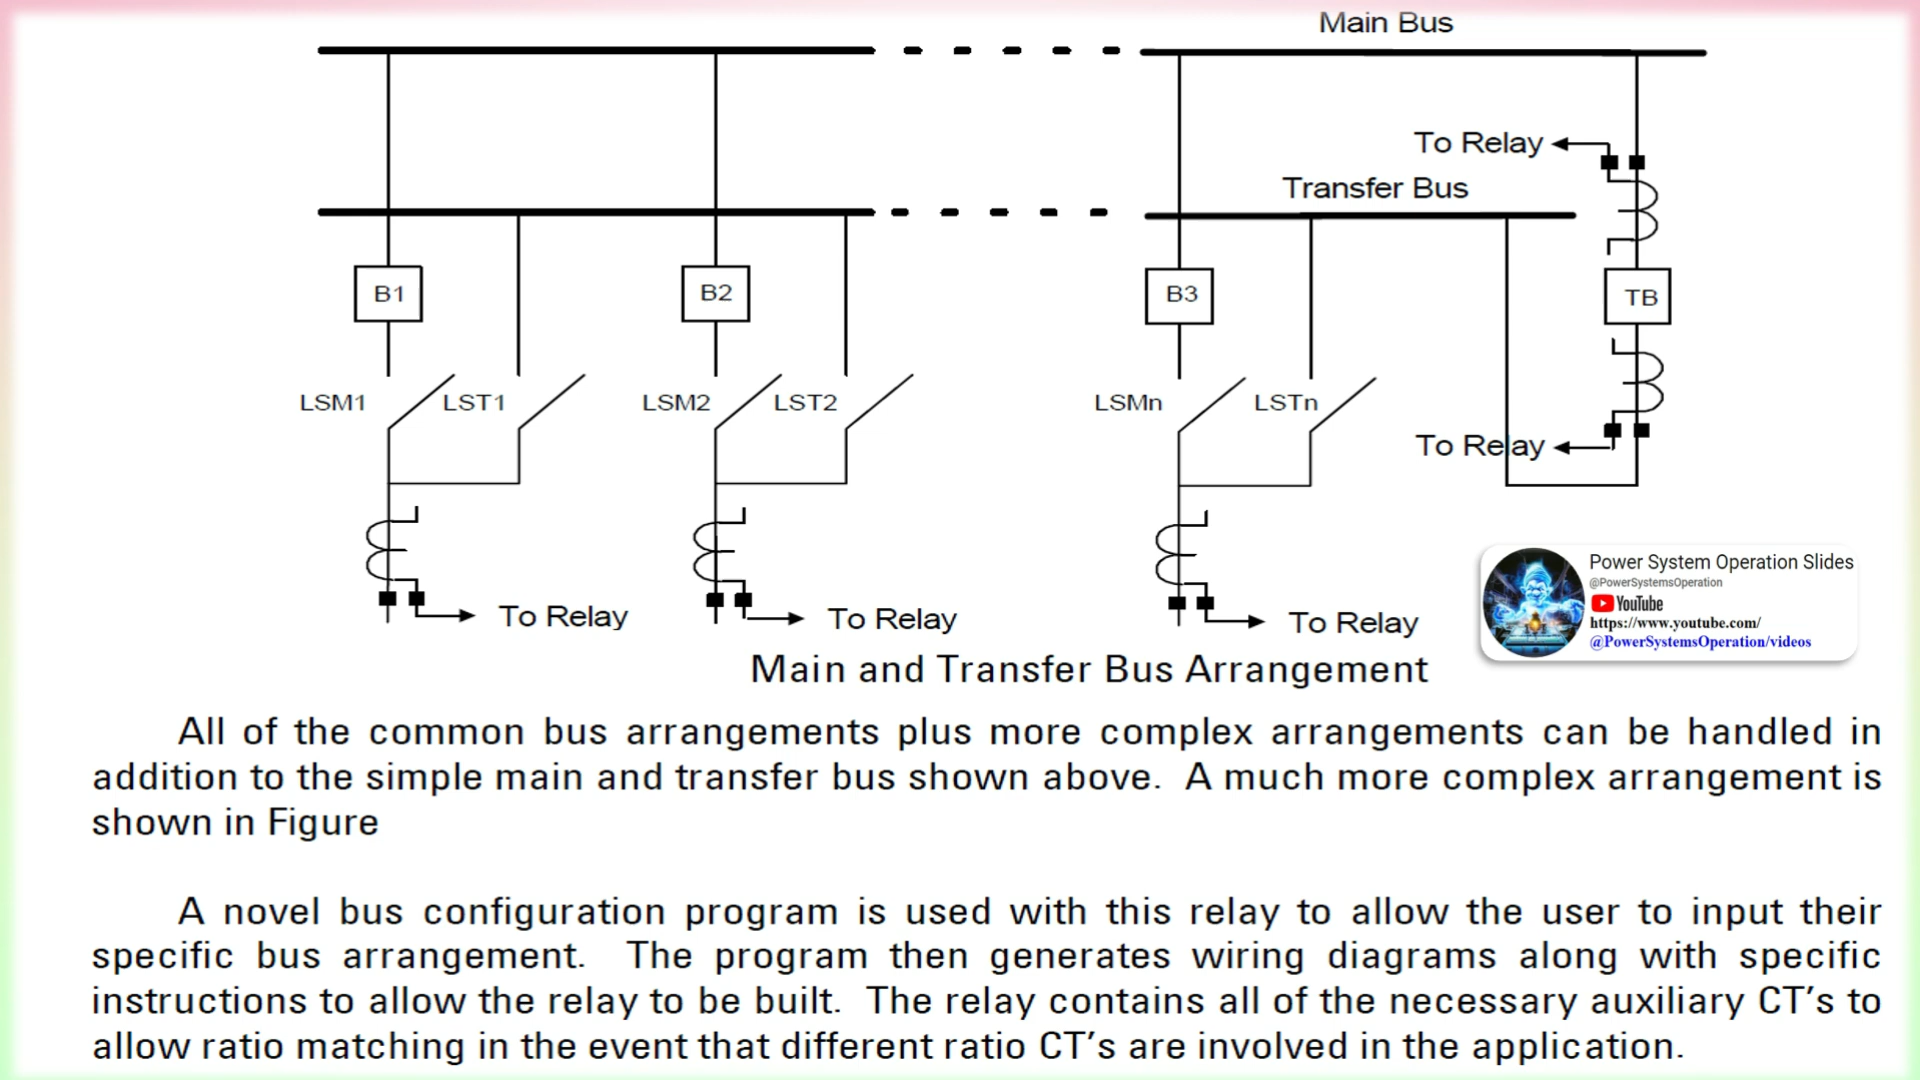 Main Bus
To Relay
Transfer Bus
B1
B2
B3
TB
LSM1
LST1
LSM2
LST2
LSMn
LSTn
To Relay
To Relay
To Relay
To Relay
Power System Operation Slides
@PowerSystemsOperation
YouTube
https://www.youtube.com/
@PowerSystemsOperation/videos
Main and Transfer Bus Arrangement
All of the common bus arrangements plus more complex arrangements can be handled in
addition to the simple main and transfer bus shown above. A much more complex arrangement is
shown in Figure
A novel bus configuration program is used with this relay to allow the user to input their
specific bus arrangement. The program then generates wiring diagrams along with specific
instructions to allow the relay to be built. The relay contains all of the necessary auxiliary CT's to
allow ratio matching in the event that different ratio CT's are involved in the application.